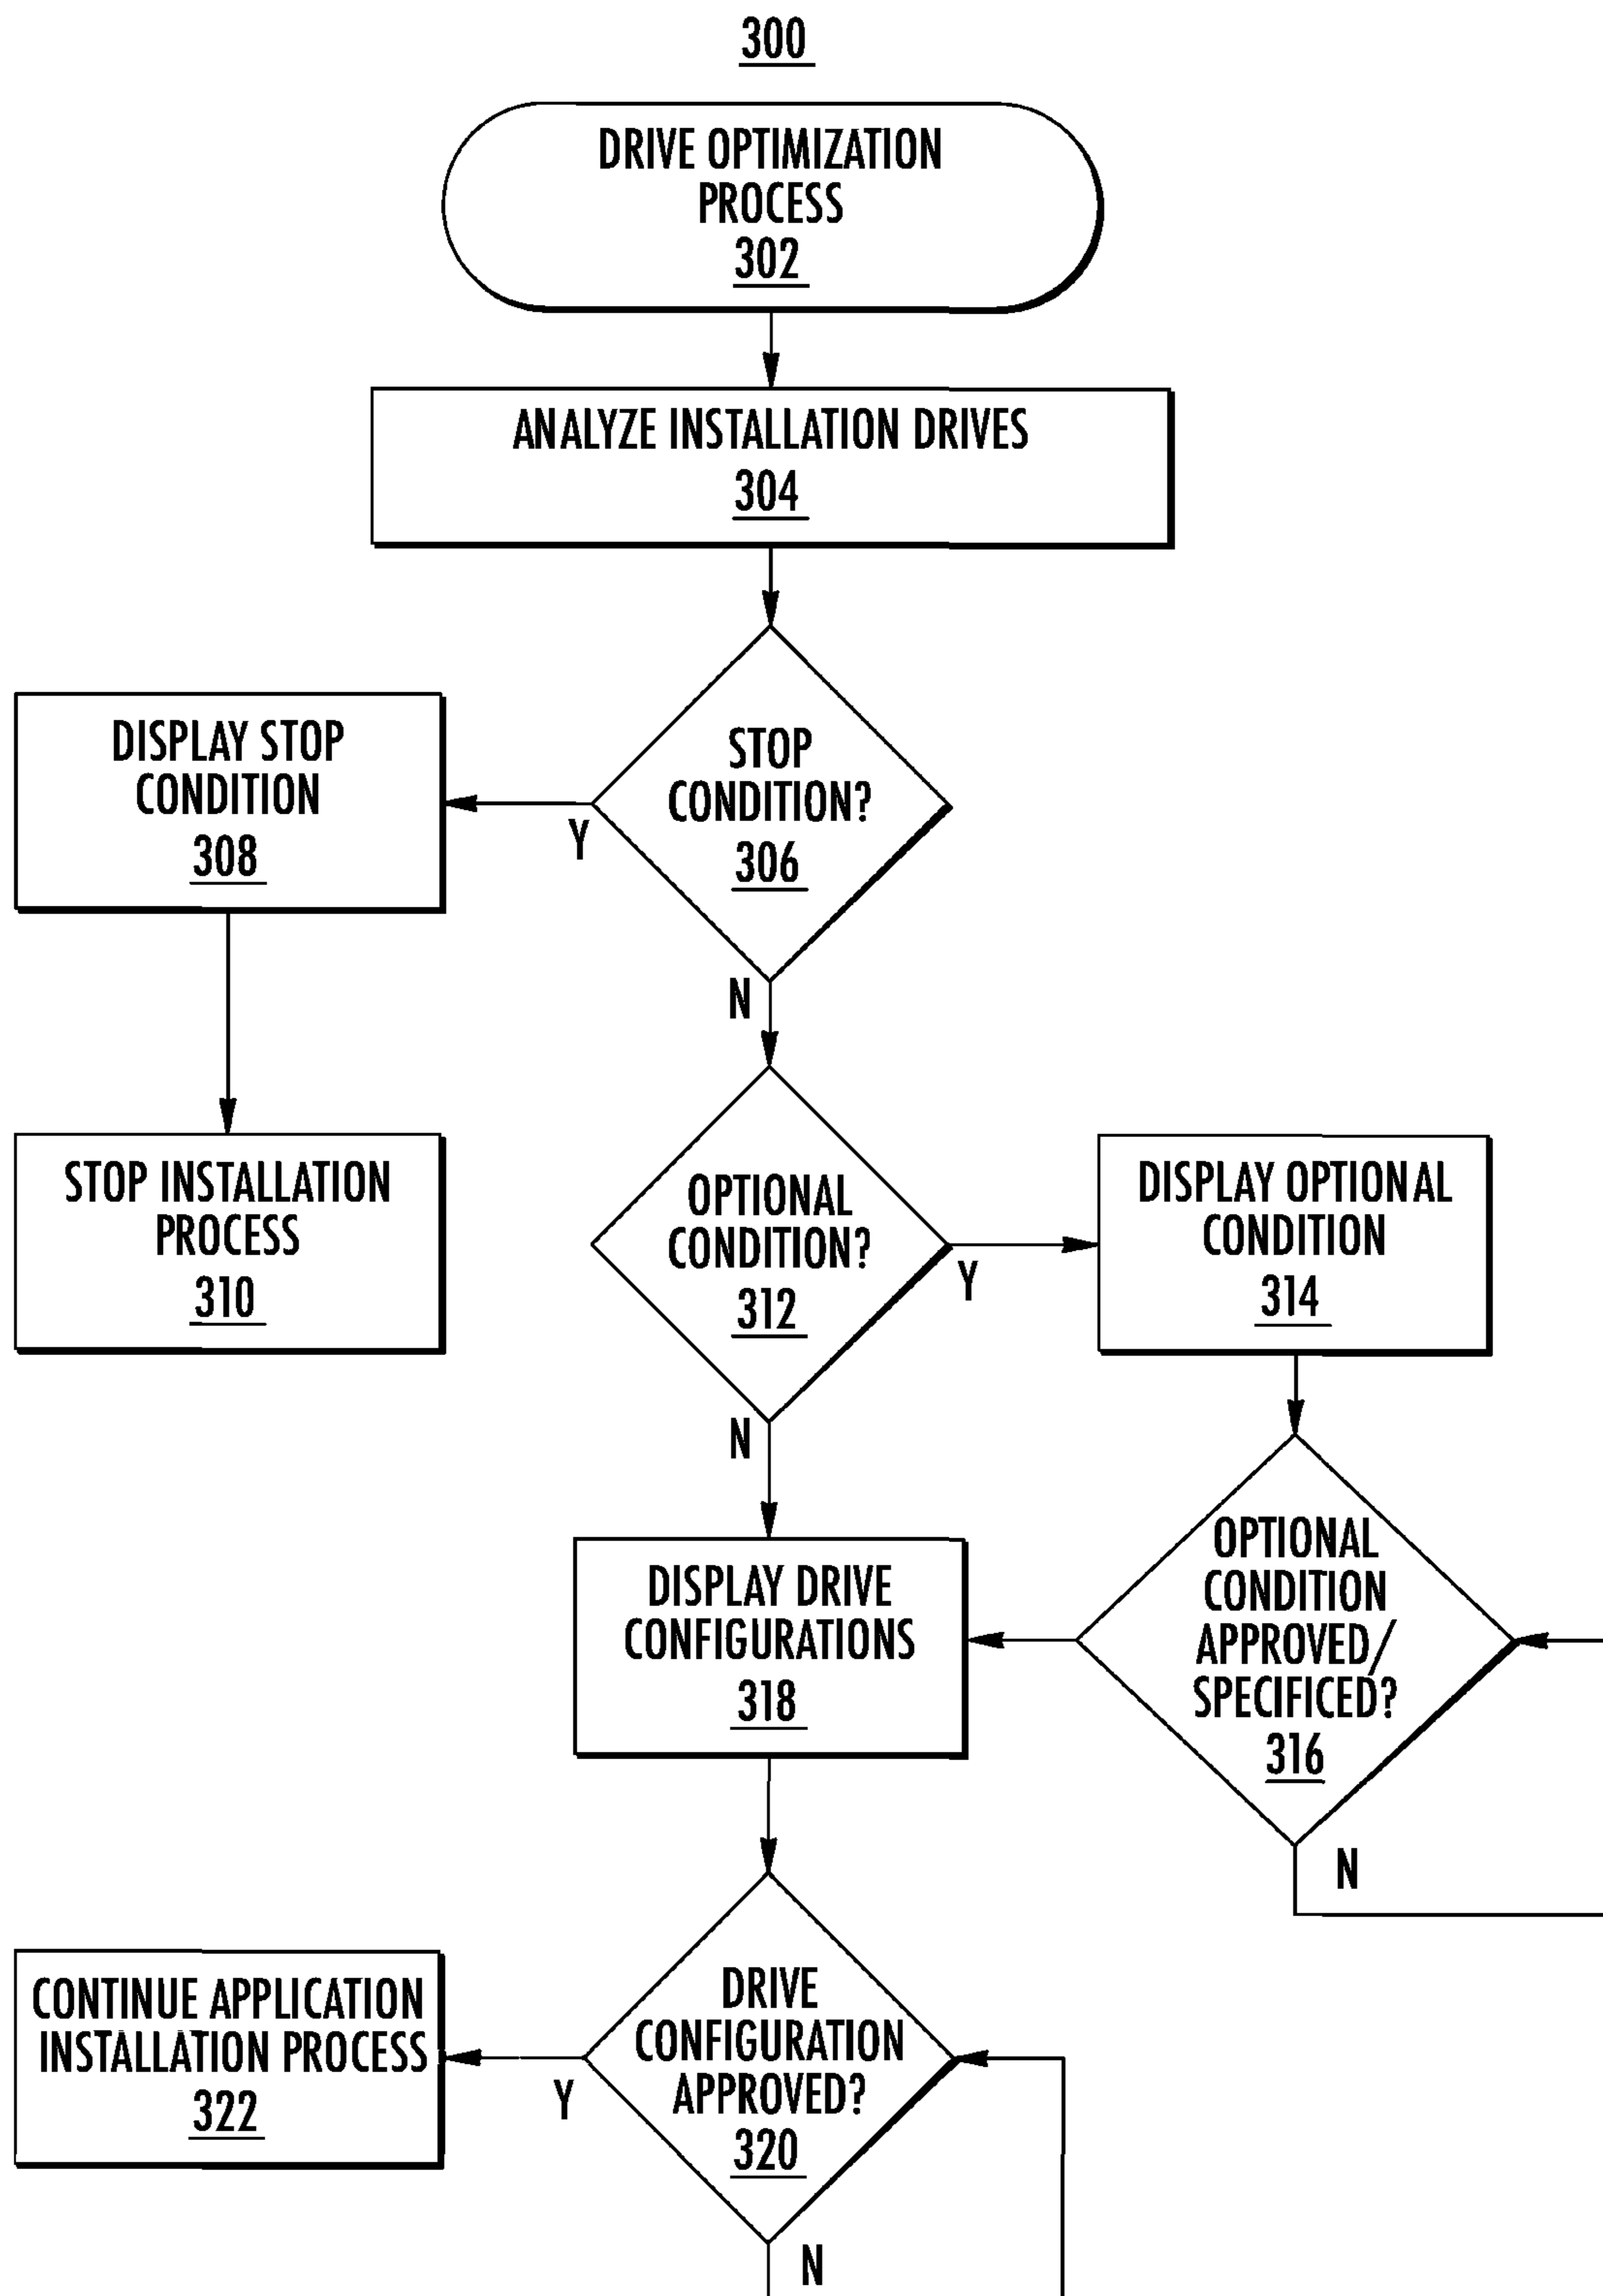 300
DRIVE OPTIMIZATION
PROCESS
302
ANALYZE INSTALLATION DRIVES
304
STOP
CONDITION?
306
Y
N
DISPLAY STOP
CONDITION
308
STOP INSTALLATION
PROCESS
310
OPTIONAL
CONDITION?
312
Y
N
DISPLAY OPTIONAL
CONDITION
314
OPTIONAL
CONDITION
APPROVED/
SPECIFICED?
316
N
DISPLAY DRIVE
CONFIGURATIONS
318
DRIVE
CONFIGURATION
APPROVED?
320
Y
N
CONTINUE APPLICATION
INSTALLATION PROCESS
322